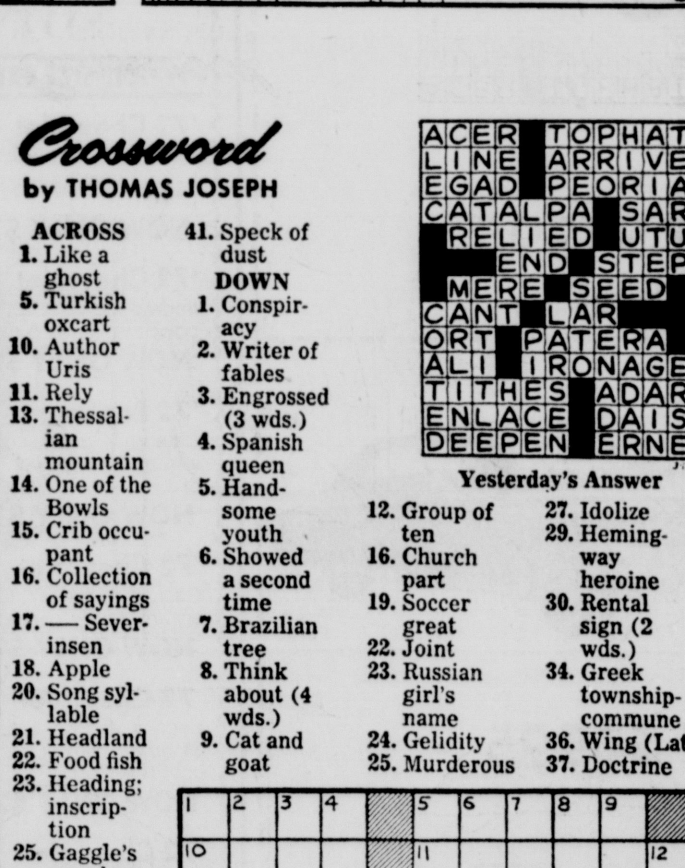 Crossword
by THOMAS JOSEPH
ACROSS
1. Like a
ghost
5. Turkish
oxcart
10. Author
Uris
11. Rely
13. Thessal-
ian
mountain
14. One of the
Bowls
15. Crib occu-
pant
16. Collection
of sayings
17. — Sever-
insen
18. Apple
20. Song syl-
lable
21. Headland
22. Food fish
23. Heading;
inscrip-
tion
25. Gaggle's
41. Speck of
dust
DOWN
1. Conspir-
acy
2. Writer of
fables
3. Engrossed
(3 wds.)
4. Spanish
queen
5. Hand-
some
youth
6. Showed
a second
time
7. Brazilian
tree
8. Think
about (4
wds.)
9. Cat and
goat
ACER TOPHAT
LINE ARRIVE
EGAD PEORIA
CATALPA SAR
RELIED UTU
END STEP
MERE SEED
CANT LAR
ORT PATERA
ALI IRONAGE
TITHES ADAR
ENLACE DAIS
DEEPEN ERNE
Yesterday's Answer
12. Group of
ten
16. Church
part
19. Soccer
great
22. Joint
23. Russian
girl's
name
24. Gelidity
25. Murderous
27. Idolize
29. Heming-
way
heroine
30. Rental
sign (2
wds.)
34. Greek
township-
commune
36. Wing (Lat
37. Doctrine
1 2 3 4 5 6 7 8 9
10 11 12